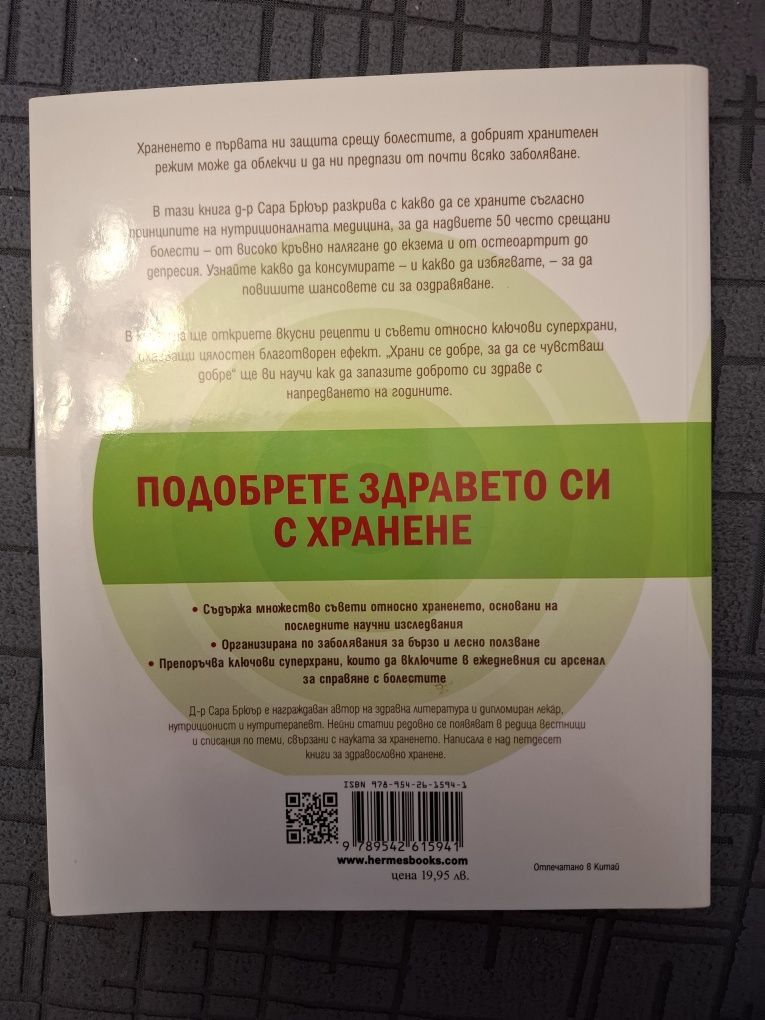 Храненето е първата ни защита срещу болестите, а добрият хранителен
режим може да облекчи и да ни предпази от почти всяко заболяване.
В тази книга д-р Сара Брюър разкрива с какво да се храните съгласно
принципите на нутриционалната медицина, за да надвиете 50 често срещани
болести – от високо кръвно налягане до екзема и от остеоартрит до
депресия. Узнайте какво да консумирате – и какво да избягвате, – за да
повишите шансовете си за оздравяване.
В ще откриете вкусни рецепти и съвети относно ключови суперхрани,
цялостен благотворен ефект. „Храни се добре, за да се чувстваш
добре“ ще ви научи как да запазите доброто си здраве с
напредването на годините.
ПОДОБРЕТЕ ЗДРАВЕТО СИ
С ХРАНЕНЕ
• Съдържа множество съвети относно храненето, основани на
последните научни изследвания
• Организирана по заболявания за бързо и лесно ползване
• Препоръчва ключови суперхрани, които да включите в ежедневния си арсенал
за справяне с болестите
Д-р Сара Брюър е награждаван автор на здравна литература и дипломиран лекар,
нутриционист и нутритерапевт. Нейни статии редовно се появяват в редица вестници
и списания по теми, свързани с науката за храненето. Написала е над петдесет
книги за здравословно хранене.
ISBN 978-954-26-1594-1
9 789542 615941
www.hermesbooks.com
цена 19,95 лв.
Отпечатано в Китай